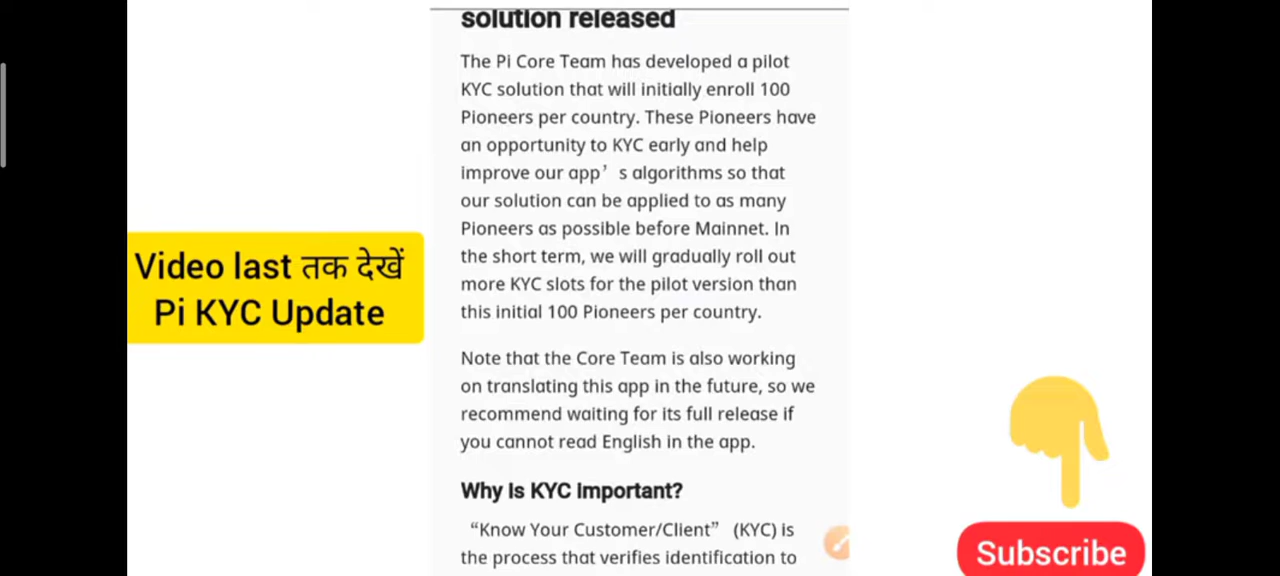 solution released
The Pi Core Team has developed a pilot
KYC solution that will initially enroll 100
Pioneers per country. These Pioneers have
an opportunity to KYC early and help
improve our app’ s algorithms so that
our solution can be applied to as many
Pioneers as possible before Mainnet. In
the short term, we will gradually roll out
more KYC slots for the pilot version than
this initial 100 Pioneers per country.
Note that the Core Team is also working
on translating this app in the future, so we
recommend waiting for its full release if
you cannot read English in the app.
Why is KYC important?
“Know Your Customer/Client” (KYC) is
the process that verifies identification to
Video last तक देखें
Pi KYC Update
Subscribe